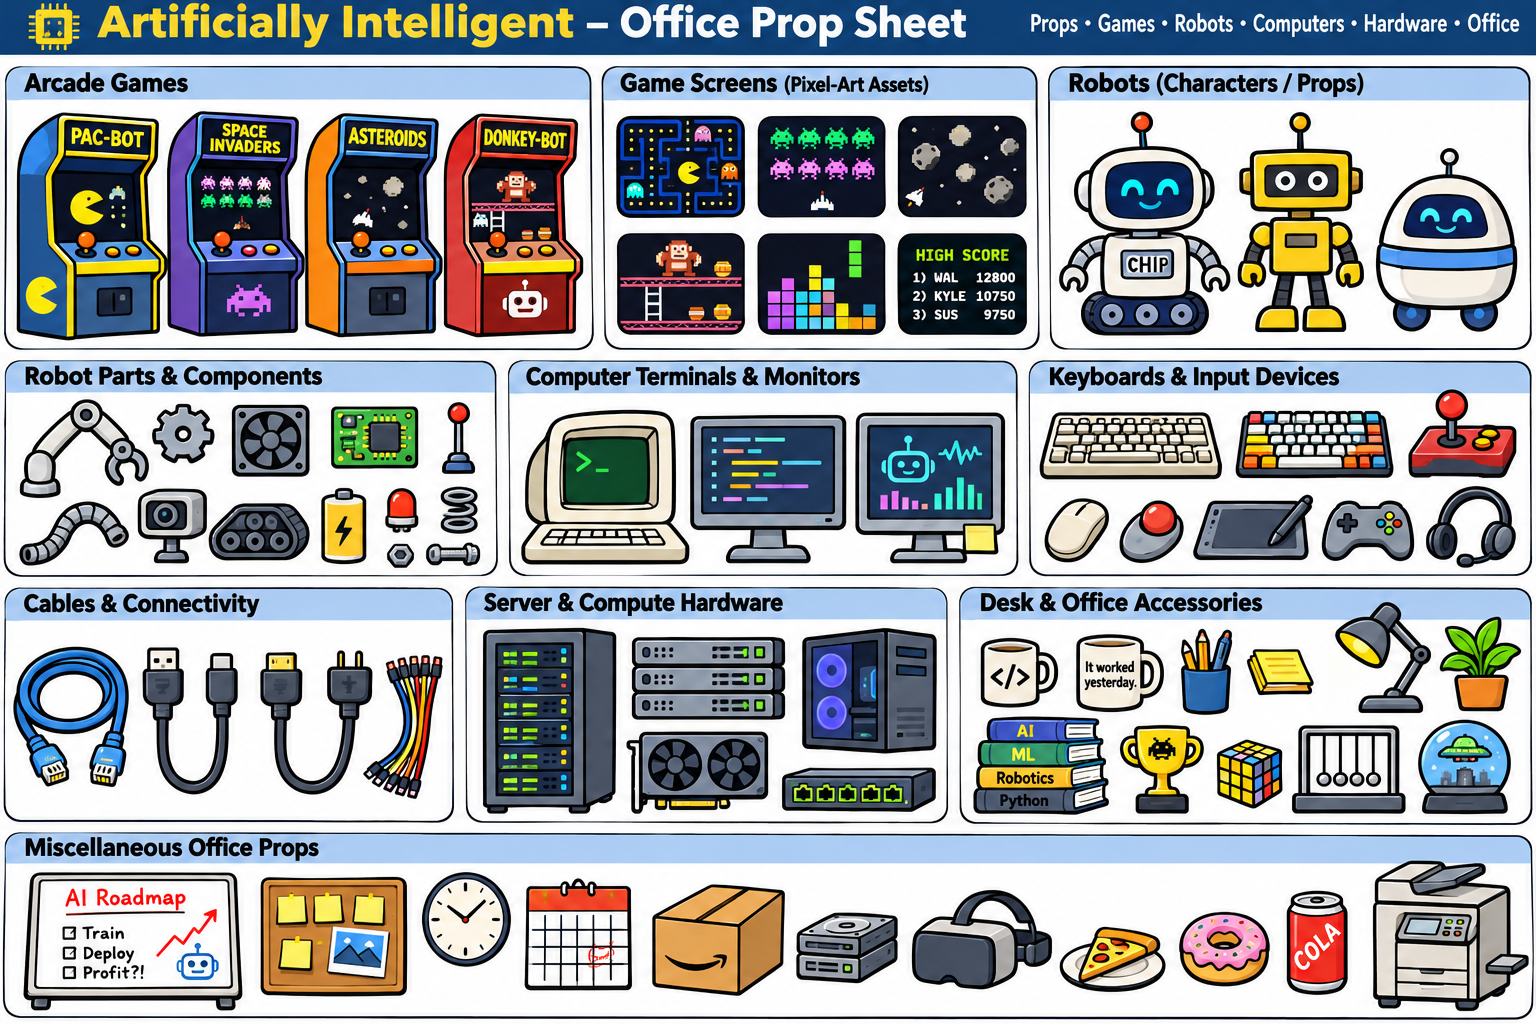 Artificially Intelligent – Office Prop Sheet
Props • Games • Robots • Computers • Hardware • Office
Arcade Games
PAC-BOT
SPACE
INVADERS
ASTEROIDS
DONKEY-BOT
Game Screens (Pixel-Art Assets)
HIGH SCORE
1) WAL 12800
2) KYLE 10750
3) SUS 9750
Robots (Characters / Props)
CHIP
Robot Parts & Components
Computer Terminals & Monitors
>_
Keyboards & Input Devices
Cables & Connectivity
Server & Compute Hardware
Desk & Office Accessories
</>
It worked
yesterday.
AI
ML
Robotics
Python
Miscellaneous Office Props
AI Roadmap
Train
Deploy
Profit?!
COLA